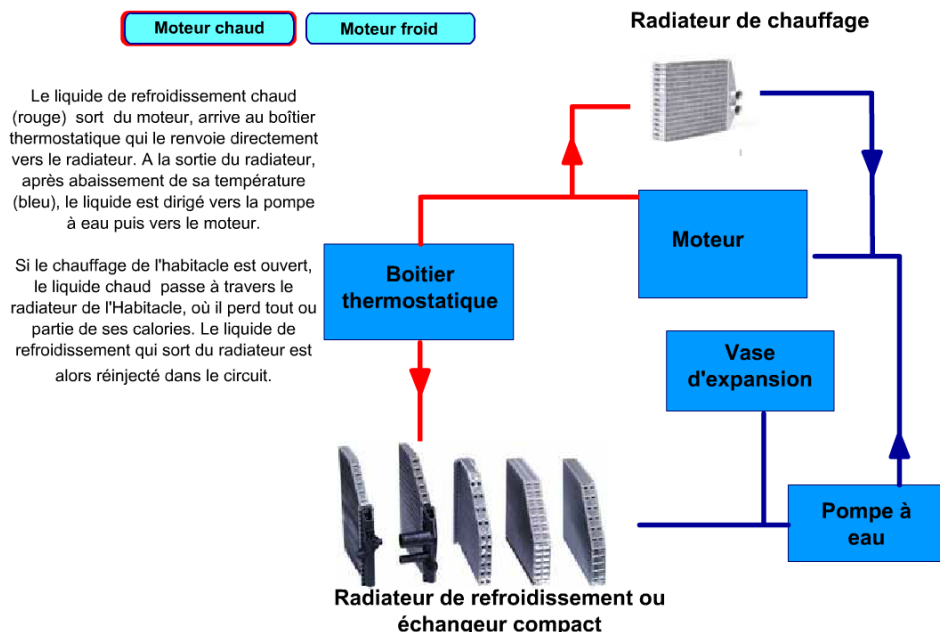 Moteur chaud
Moteur froid
Radiateur de chauffage
Le liquide de refroidissement chaud
(rouge) sort du moteur, arrive au boîtier
thermostatique qui le renvoie directement
vers le radiateur. A la sortie du radiateur,
après abaissement de sa température
(bleu), le liquide est dirigé vers la pompe
à eau puis vers le moteur.
Si le chauffage de l'habitacle est ouvert,
le liquide chaud passe à travers le
radiateur de l'Habitacle, où il perd tout ou
partie de ses calories. Le liquide de
refroidissement qui sort du radiateur est
alors réinjecté dans le circuit.
Moteur
Boitier
thermostatique
Vase
d'expansion
Pompe à
eau
Radiateur de refroidissement ou
échangeur compact